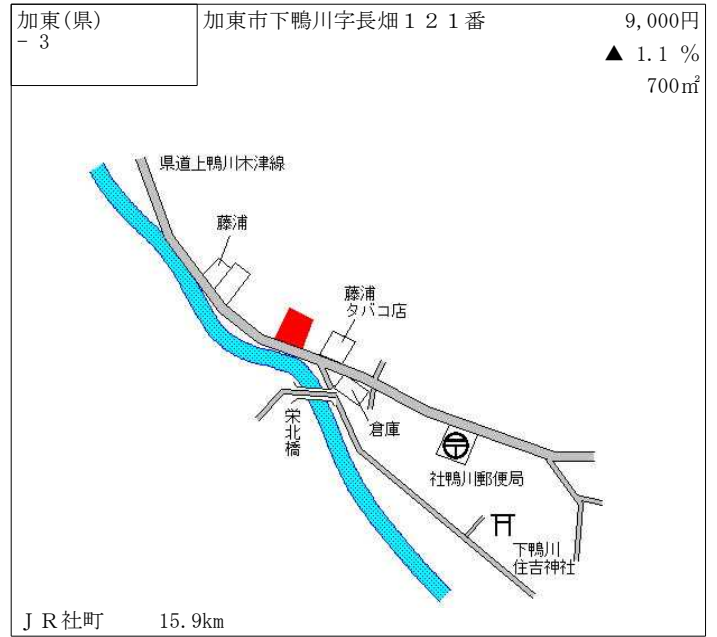 加東(県)
- 3
加東市下鴨川字長畑１２１番
9,000円
▲ 1.1 %
700㎡
県道上鴨川木津線
藤浦
藤浦
タバコ店
栄北橋
倉庫
社鴨川郵便局
下鴨川
住吉神社
ＪＲ社町 15.9km